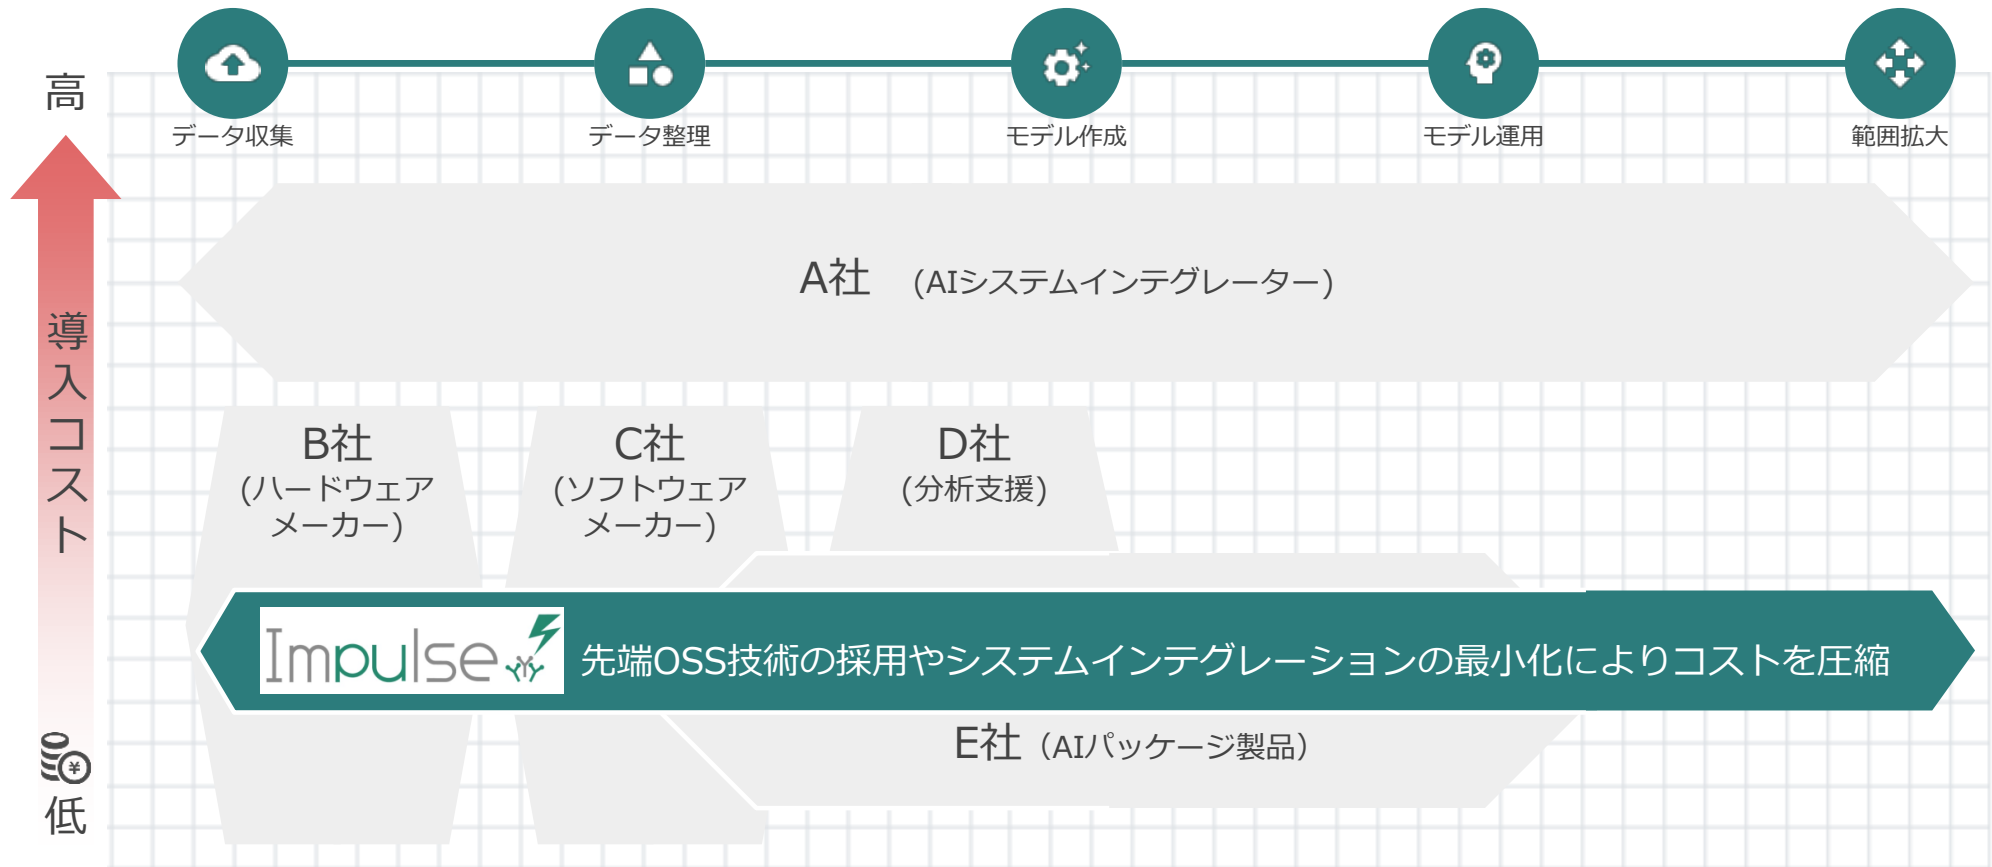 高
データ収集
データ整理
モデル作成
モデル運用
範囲拡大
導入コスト
A社 (AIシステムインテグレーター)
B社
(ハードウェア
メーカー)
C社
(ソフトウェア
メーカー)
D社
(分析支援)
Impulse 先端OSS技術の採用やシステムインテグレーションの最小化によりコストを圧縮
E社（AIパッケージ製品）
¥
低